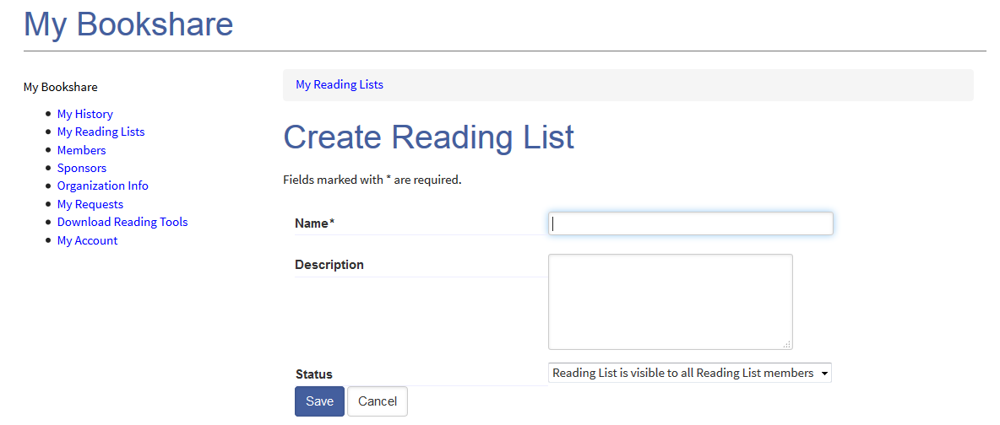 My Bookshare
My Bookshare
My History
My Reading Lists
Members
Sponsors
Organization Info
My Requests
Download Reading Tools
My Account
My Reading Lists
Create Reading List
Fields marked with * are required.
Name*
Description
Status
Reading List is visible to all Reading List members
Save Cancel